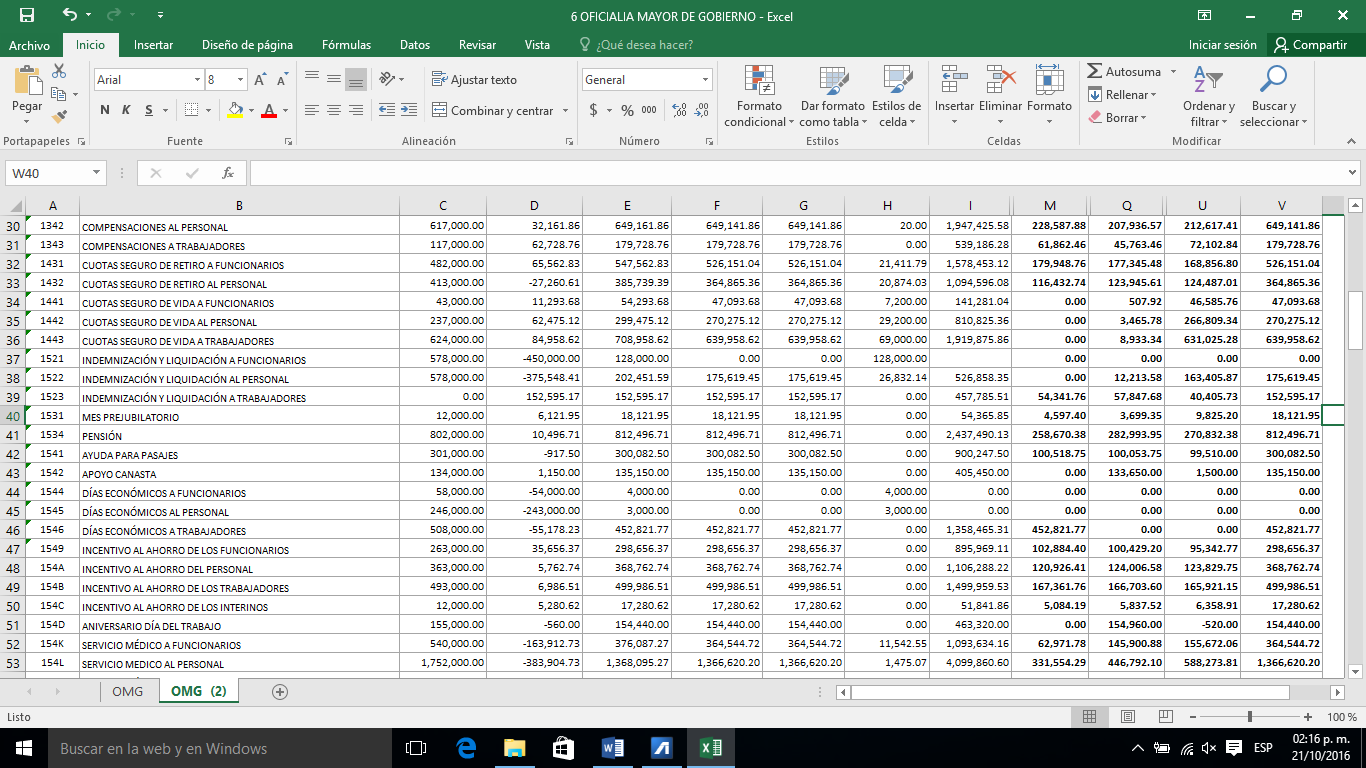 6 OFICIALIA MAYOR DE GOBIERNO - Excel
Archivo Inicio Insertar Diseño de página Fórmulas Datos Revisar Vista ¿Qué desea hacer? Iniciar sesión Compartir
Pegar Arial 8 Ajustar texto General Formato condicional Dar formato como tabla Estilos de celda Insertar Eliminar Formato Autosuma Rellenar Borrar Ordenar y filtrar Buscar y seleccionar
N K S Combinar y centrar $ % 000
Portapapeles Fuente Alineación Número Estilos Celdas Modificar
W40 fx
A B C D E F G H I M Q U V
30 1342 COMPENSACIONES AL PERSONAL 617,000.00 32,161.86 649,161.86 649,141.86 649,141.86 20.00 1,947,425.58 228,587.88 207,936.57 212,617.41 649,141.86
31 1343 COMPENSACIONES A TRABAJADORES 117,000.00 62,728.76 179,728.76 179,728.76 179,728.76 0.00 539,186.28 61,862.46 45,763.46 72,102.84 179,728.76
32 1431 CUOTAS SEGURO DE RETIRO A FUNCIONARIOS 482,000.00 65,562.83 547,562.83 526,151.04 526,151.04 21,411.79 1,578,453.12 179,948.76 177,345.48 168,856.80 526,151.04
33 1432 CUOTAS SEGURO DE RETIRO AL PERSONAL 413,000.00 -27,260.61 385,739.39 364,865.36 364,865.36 20,874.03 1,094,596.08 116,432.74 123,945.61 124,487.01 364,865.36
34 1441 CUOTAS SEGURO DE VIDA A FUNCIONARIOS 43,000.00 11,293.68 54,293.68 47,093.68 47,093.68 7,200.00 141,281.04 0.00 507.92 46,585.76 47,093.68
35 1442 CUOTAS SEGURO DE VIDA AL PERSONAL 237,000.00 62,475.12 299,475.12 270,275.12 270,275.12 29,200.00 810,825.36 0.00 3,465.78 266,809.34 270,275.12
36 1443 CUOTAS SEGURO DE VIDA A TRABAJADORES 624,000.00 84,958.62 708,958.62 639,958.62 639,958.62 69,000.00 1,919,875.86 0.00 8,933.34 631,025.28 639,958.62
37 1521 INDEMNIZACIÓN Y LIQUIDACIÓN A FUNCIONARIOS 578,000.00 -450,000.00 128,000.00 0.00 0.00 128,000.00 0.00 0.00 0.00 0.00
38 1522 INDEMNIZACIÓN Y LIQUIDACIÓN AL PERSONAL 578,000.00 -375,548.41 202,451.59 175,619.45 175,619.45 26,832.14 526,858.35 0.00 12,213.58 163,405.87 175,619.45
39 1523 INDEMNIZACIÓN Y LIQUIDACIÓN A TRABAJADORES 0.00 152,595.17 152,595.17 152,595.17 152,595.17 0.00 457,785.51 54,341.76 57,847.68 40,405.73 152,595.17
40 1531 MES PREJUBILATORIO 12,000.00 6,121.95 18,121.95 18,121.95 18,121.95 0.00 54,365.85 4,597.40 3,699.35 9,825.20 18,121.95
41 1534 PENSIÓN 802,000.00 10,496.71 812,496.71 812,496.71 812,496.71 0.00 2,437,490.13 258,670.38 282,993.95 270,832.38 812,496.71
42 1541 AYUDA PARA PASAJES 301,000.00 -917.50 300,082.50 300,082.50 300,082.50 0.00 900,247.50 100,518.75 100,053.75 99,510.00 300,082.50
43 1542 APOYO CANASTA 134,000.00 1,150.00 135,150.00 135,150.00 135,150.00 0.00 405,450.00 0.00 133,650.00 1,500.00 135,150.00
44 1544 DÍAS ECONÓMICOS A FUNCIONARIOS 58,000.00 -54,000.00 4,000.00 0.00 0.00 4,000.00 0.00 0.00 0.00 0.00 0.00
45 1545 DÍAS ECONÓMICOS AL PERSONAL 246,000.00 -243,000.00 3,000.00 0.00 0.00 3,000.00 0.00 0.00 0.00 0.00 0.00
46 1546 DÍAS ECONÓMICOS A TRABAJADORES 508,000.00 -55,178.23 452,821.77 452,821.77 452,821.77 0.00 1,358,465.31 452,821.77 0.00 0.00 452,821.77
47 1549 INCENTIVO AL AHORRO DE LOS FUNCIONARIOS 263,000.00 35,656.37 298,656.37 298,656.37 298,656.37 0.00 895,969.11 102,884.40 100,429.20 95,342.77 298,656.37
48 154A INCENTIVO AL AHORRO DEL PERSONAL 363,000.00 5,762.74 368,762.74 368,762.74 368,762.74 0.00 1,106,288.22 120,926.41 124,006.58 123,829.75 368,762.74
49 154B INCENTIVO AL AHORRO DE LOS TRABAJADORES 493,000.00 6,986.51 499,986.51 499,986.51 499,986.51 0.00 1,499,959.53 167,361.76 166,703.60 165,921.15 499,986.51
50 154C INCENTIVO AL AHORRO DE LOS INTERINOS 12,000.00 5,280.62 17,280.62 17,280.62 17,280.62 0.00 51,841.86 5,084.19 5,837.52 6,358.91 17,280.62
51 154D ANIVERSARIO DÍA DEL TRABAJO 155,000.00 -560.00 154,440.00 154,440.00 154,440.00 0.00 463,320.00 0.00 154,960.00 -520.00 154,440.00
52 154K SERVICIO MÉDICO A FUNCIONARIOS 540,000.00 -163,912.73 376,087.27 364,544.72 364,544.72 11,542.55 1,093,634.16 62,971.78 145,900.88 155,672.06 364,544.72
53 154L SERVICIO MEDICO AL PERSONAL 1,752,000.00 -383,904.73 1,368,095.27 1,366,620.20 1,366,620.20 1,475.07 4,099,860.60 331,554.29 446,792.10 588,273.81 1,366,620.20
OMG OMG (2)
Listo 100 %
Buscar en la web y en Windows ESP 02:16 p. m.
21/10/2016